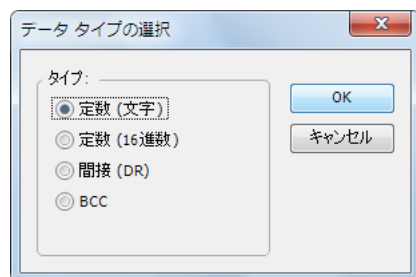 データ タイプの選択
タイプ:
定数 (文字)
定数 (16進数)
間接 (DR)
BCC
OK
キャンセル